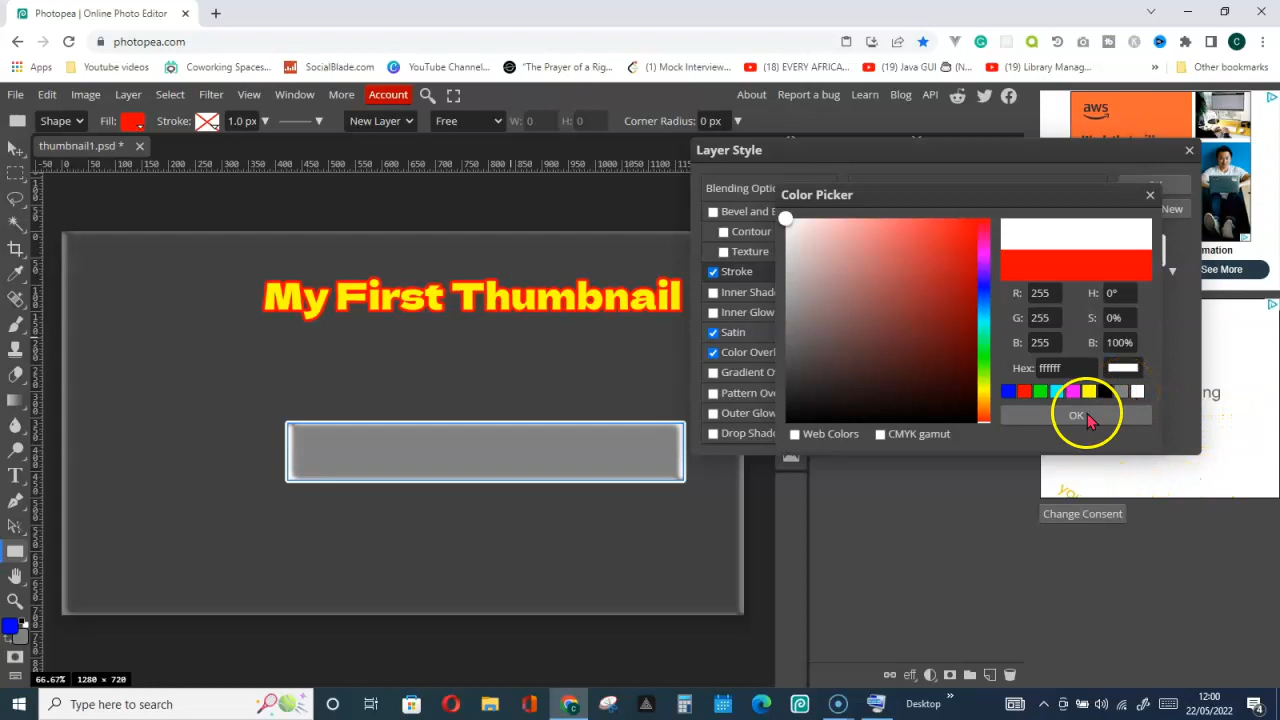 Photopea | Online Photo Editor
photopea.com
Apps
Youtube videos
Coworking Spaces...
SocialBlade.com
YouTube Channel...
"The Prayer of a Rig...
(1) Mock Interview...
(18) EVERY AFRICA...
(19) Java GUI
(N...
(19) Library Manag...
»
Other bookmarks
File
Edit
Image
Layer
Select
Filter
View
Window
More
Account
About
Report a bug
Learn
Blog
API
Shape
Fill:
Stroke:
1.0 px
New Layer
Free
W: 0
H: 0
Corner Radius: 0 px
aws
thumbnail1.psd *
Layer Style
Color Picker
Blending Optio
New
Bevel and E
Contour
Texture
Stroke
Inner Shado
Inner Glow
Satin
Color Overl
Gradient O
Pattern Ove
Outer Glow
Drop Shado
R: 255
H: 0°
G: 255
S: 0%
B: 255
B: 100%
Hex: ffffff
OK
Web Colors
CMYK gamut
My First Thumbnail
mation
See More
ng
Change Consent
66.67%
1280 × 720
eff
Type here to search
Desktop
»
12:00
22/05/2022
4